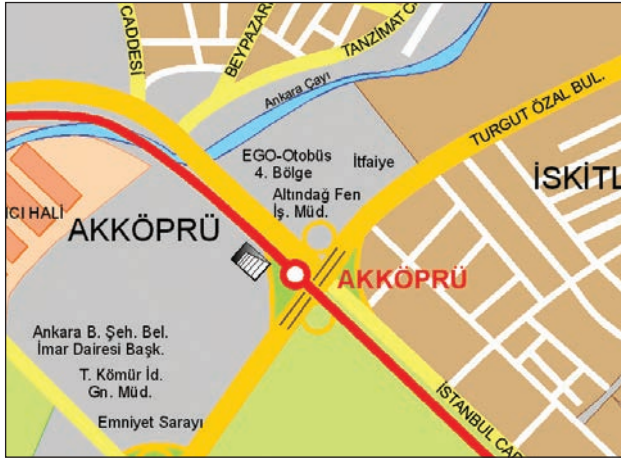 CADDESİ
BEYPAZARI
TANZİMAT C
Ankara Çayı
TURGUT ÖZAL BUL.
EGO-Otobüs
4. Bölge
İtfaiye
Altındağ Fen
İş. Müd.
İSKİTL
ICI HALİ
AKKÖPRÜ
AKKÖPRÜ
Ankara B. Şeh. Bel.
İmar Dairesi Başk.
T. Kömür İd.
Gn. Müd.
Emniyet Sarayı
İSTANBUL CAD